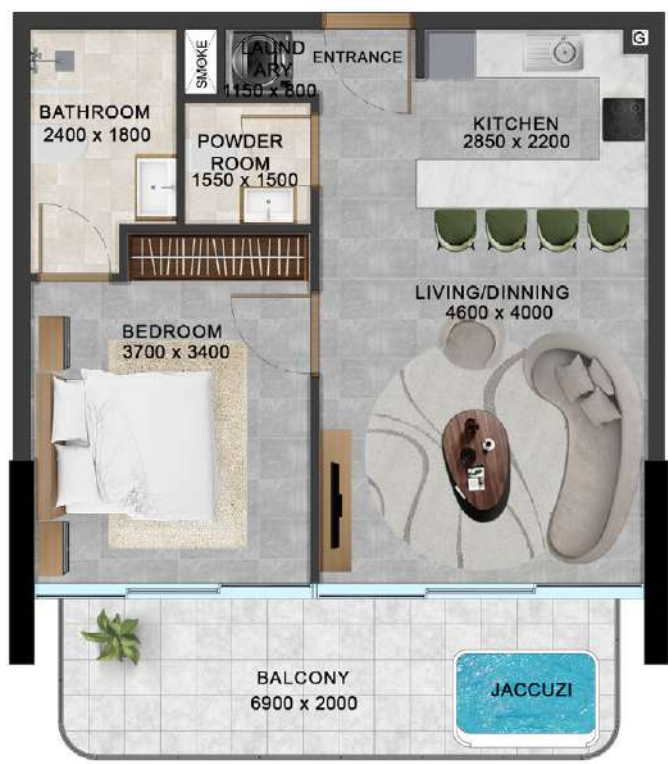 SMOKE
LAUND
ARY
1150 x 800
ENTRANCE
G
BATHROOM
2400 x 1800
POWDER
ROOM
1550 x 1500
KITCHEN
2850 x 2200
LIVING/DINNING
4600 x 4000
BEDROOM
3700 x 3400
BALCONY
6900 x 2000
JACCUZI